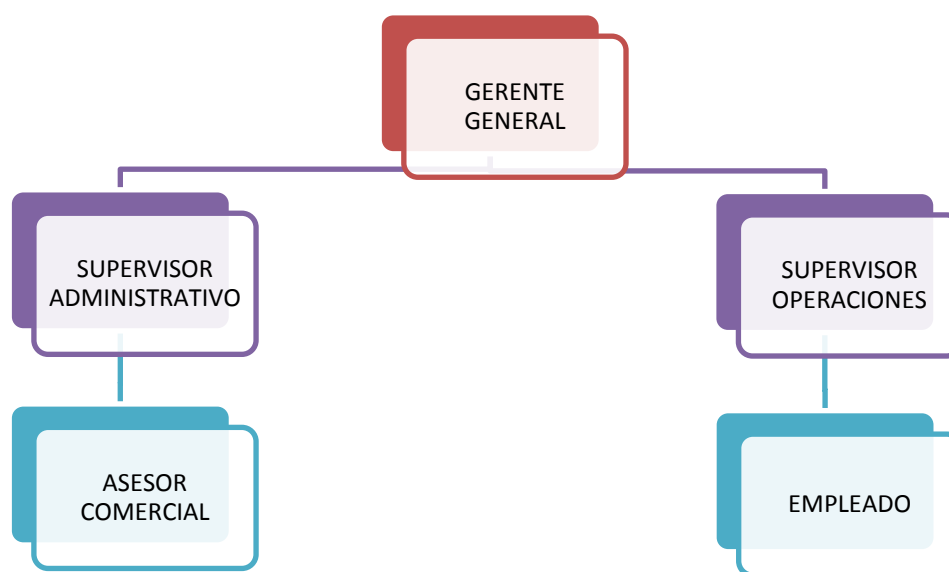 GERENTE
GENERAL
SUPERVISOR
ADMINISTRATIVO
SUPERVISOR
OPERACIONES
ASESOR
COMERCIAL
EMPLEADO